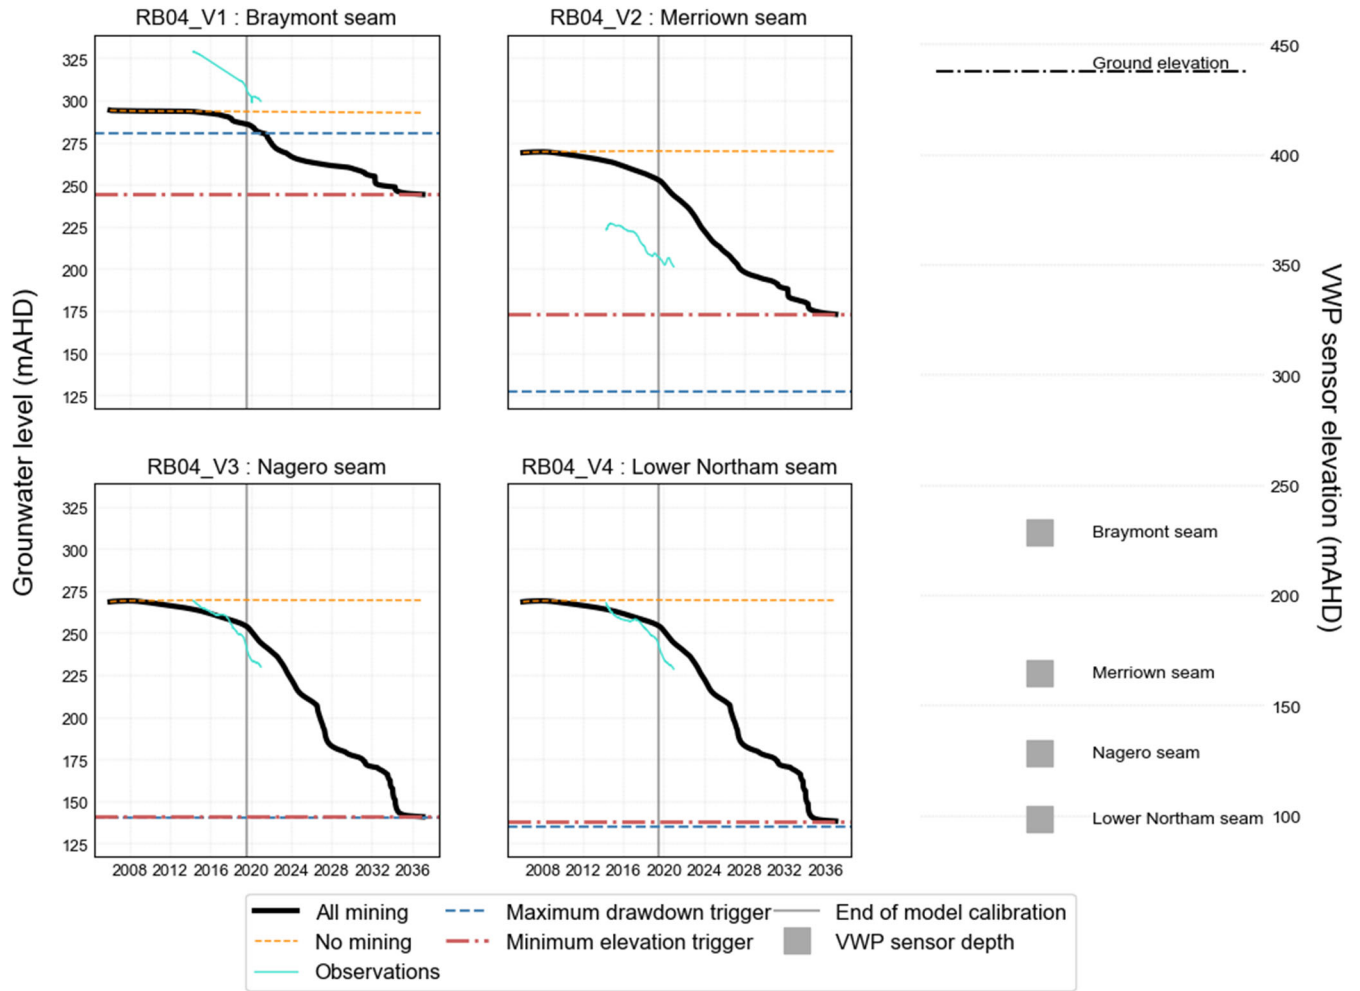 RB04_V1 : Braymont seam
RB04_V2 : Merriown seam
325
300
275
250
225
200
175
150
125
Grounwater level (mAHD)
RB04_V3 : Nagero seam
RB04_V4 : Lower Northam seam
325
300
275
250
225
200
175
150
125
2008 2012 2016 2020 2024 2028 2032 2036
2008 2012 2016 2020 2024 2028 2032 2036
450
Ground elevation
400
350
300
250
Braymont seam
200
Merriown seam
150
Nagero seam
Lower Northam seam 100
VWP sensor elevation (mAHD)
All mining
No mining
Observations
Maximum drawdown trigger
Minimum elevation trigger
End of model calibration
VWP sensor depth